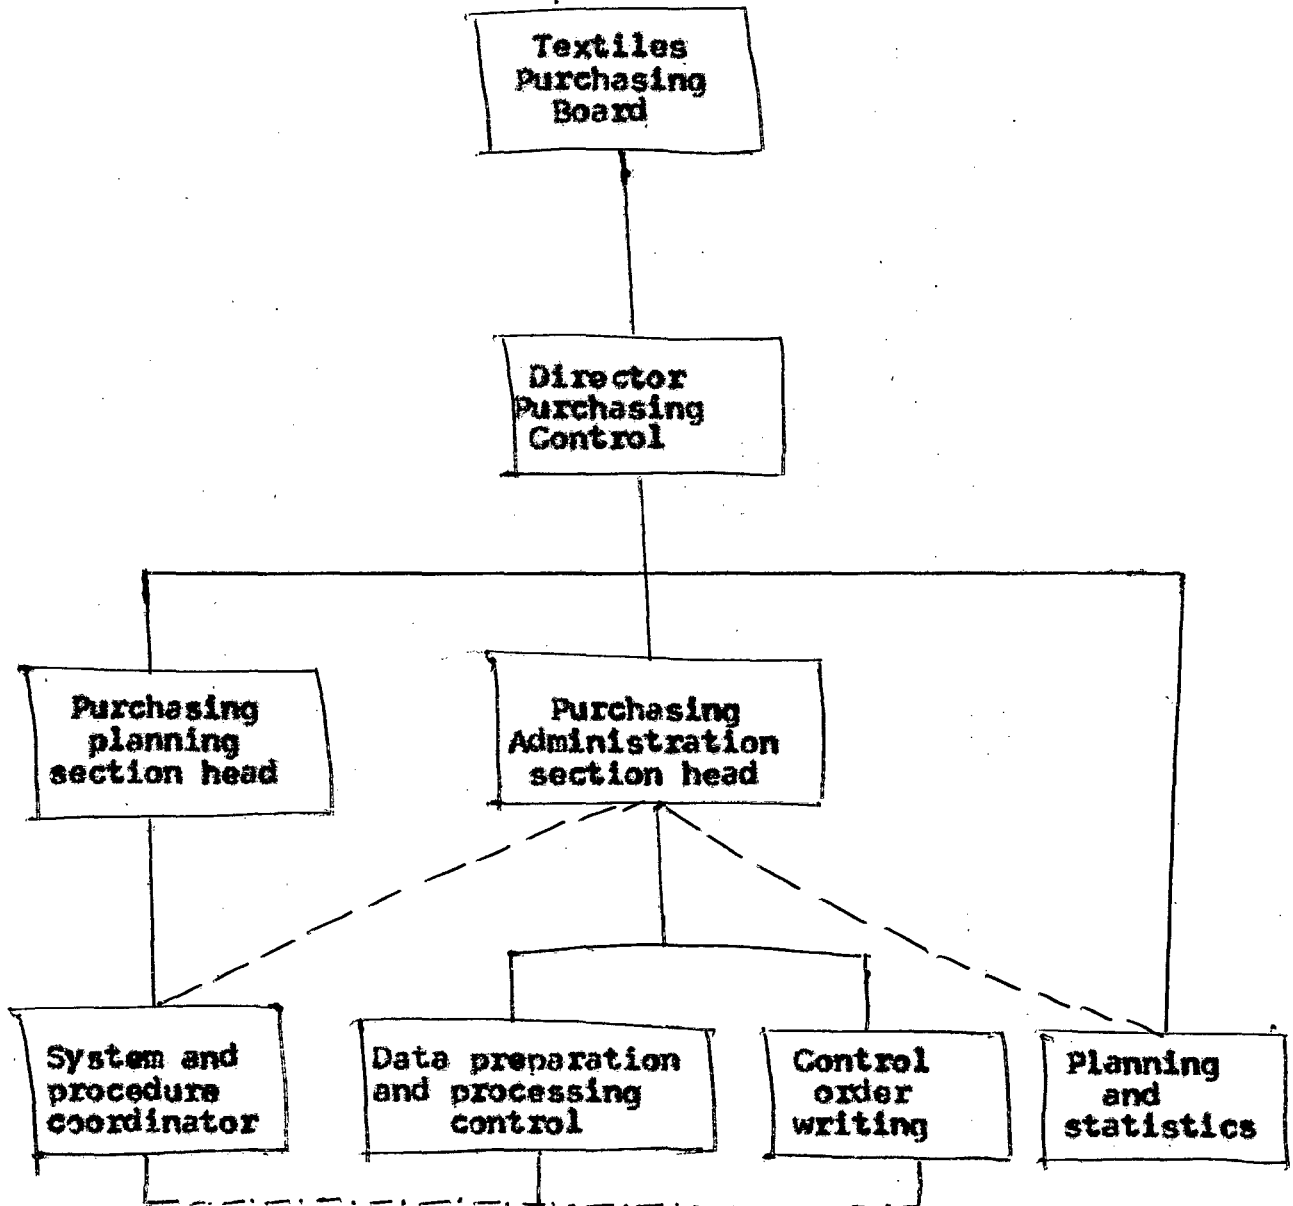 Textiles
Purchasing
Board
Director
Purchasing
Control
Purchasing
planning
section head
Purchasing
Administration
section head
System and
procedure
coordinator
Data preparation
and processing
control
Control
order
writing
Planning
and
statistics